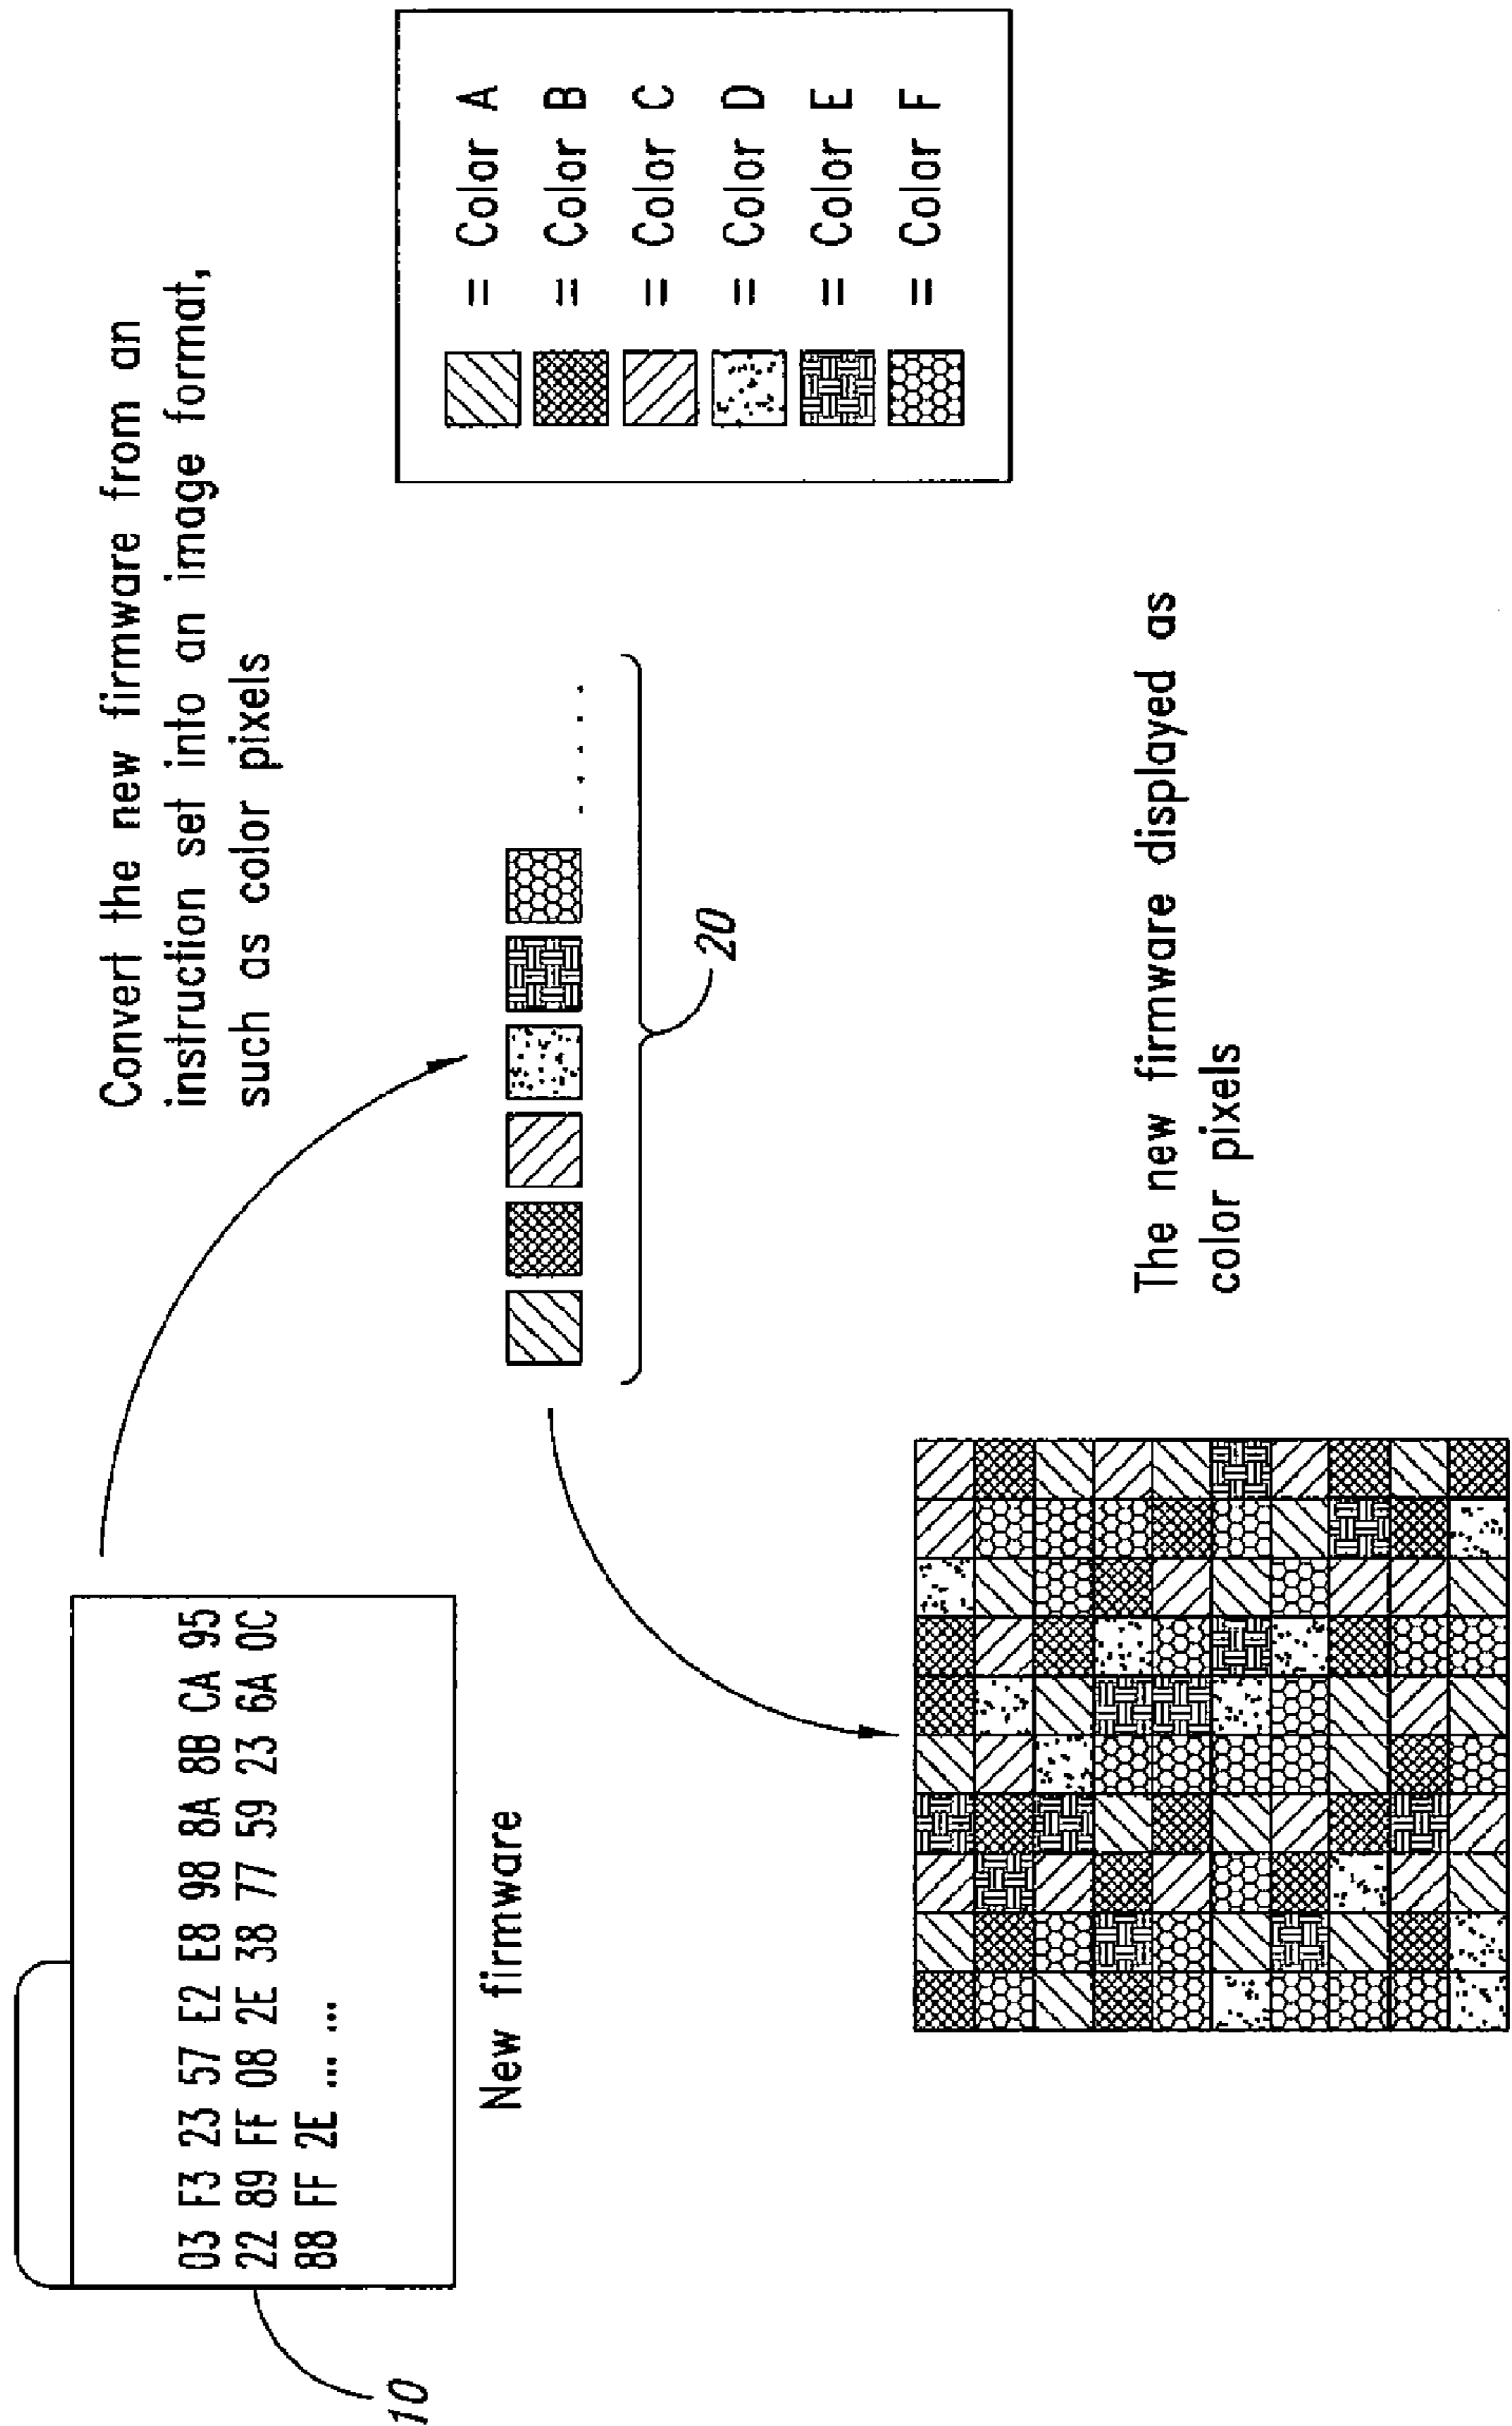 03 F3 23 57 E2 E8 98 8A 8B CA 95
22 89 FF 08 2E 38 77 59 23 6A 0C
88 FF 2E ... ...
10
New firmware
Convert the new firmware from an
instruction set into an image format,
such as color pixels
20
= Color A
= Color B
= Color C
= Color D
= Color E
= Color F
The new firmware displayed as
color pixels